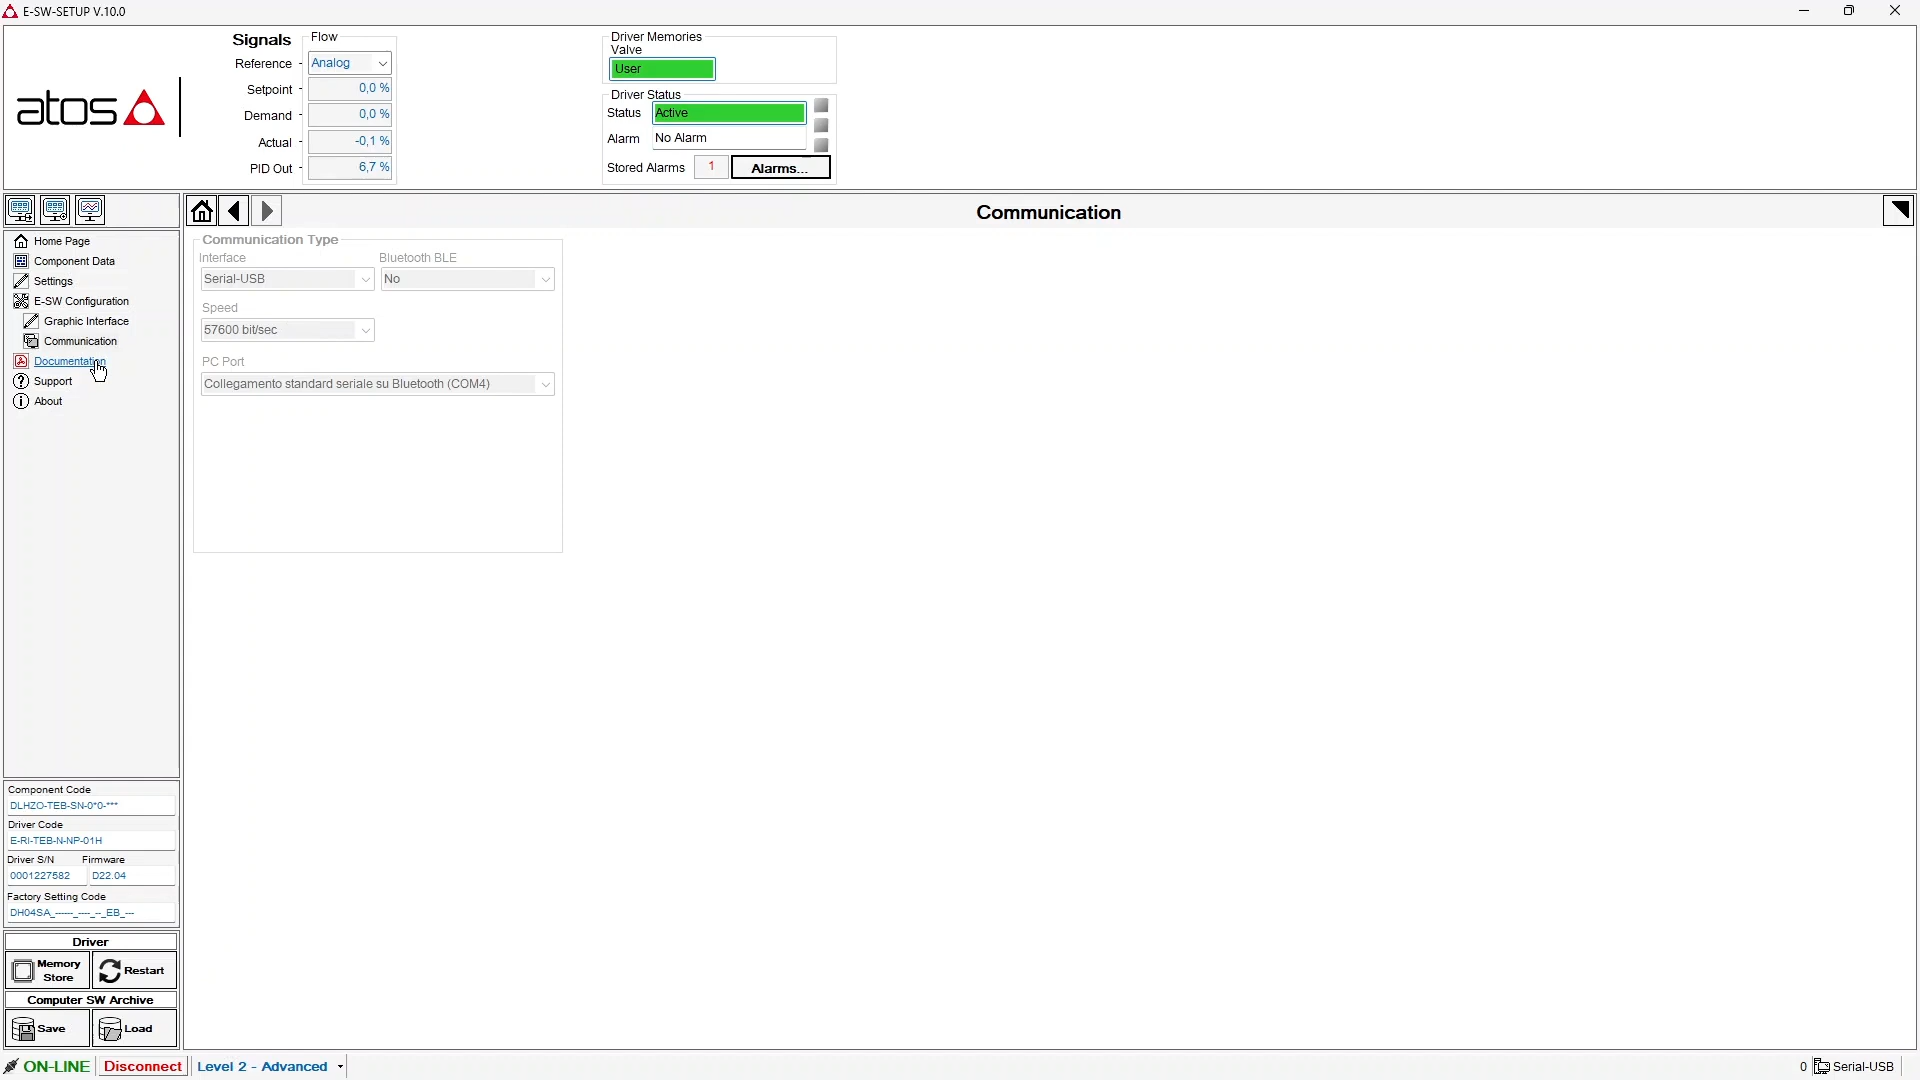 E-SW-SETUP V.10.0
atos
Signals
Flow
Reference
Analog
Setpoint
0,0 %
Demand
0,0 %
Actual
-0,1 %
PID Out
6,7 %
Driver Memories
Valve
User
Driver Status
Status
Active
Alarm
No Alarm
Stored Alarms
1
Alarms...
Communication
Home Page
Component Data
Settings
E-SW Configuration
Graphic Interface
Communication
Documentation
Support
About
Communication Type
Interface
Bluetooth BLE
Serial-USB
No
Speed
57600 bit/sec
PC Port
Collegamento standard seriale su Bluetooth (COM4)
Component Code
DLHZO-TEB-SN-0*0-***
Driver Code
E-RI-TEB-N-NP-01H
Driver S/N
Firmware
0001227582
D22.04
Factory Setting Code
Driver
Memory Store
Restart
Computer SW Archive
Save
Load
ON-LINE
Disconnect
Level 2 - Advanced
0
Serial-USB